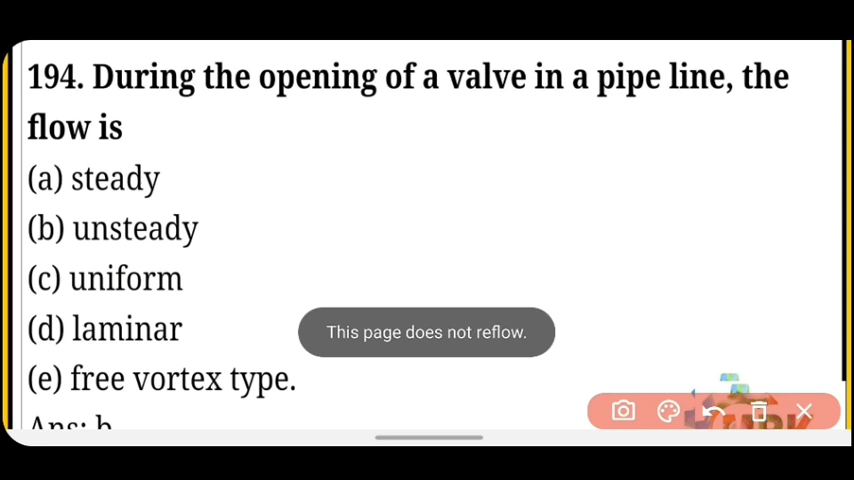 194. During the opening of a valve in a pipe line, the
flow is
(a) steady
(b) unsteady
(c) uniform
(d) laminar
This page does not reflow.
(e) free vortex type.
Ans: b